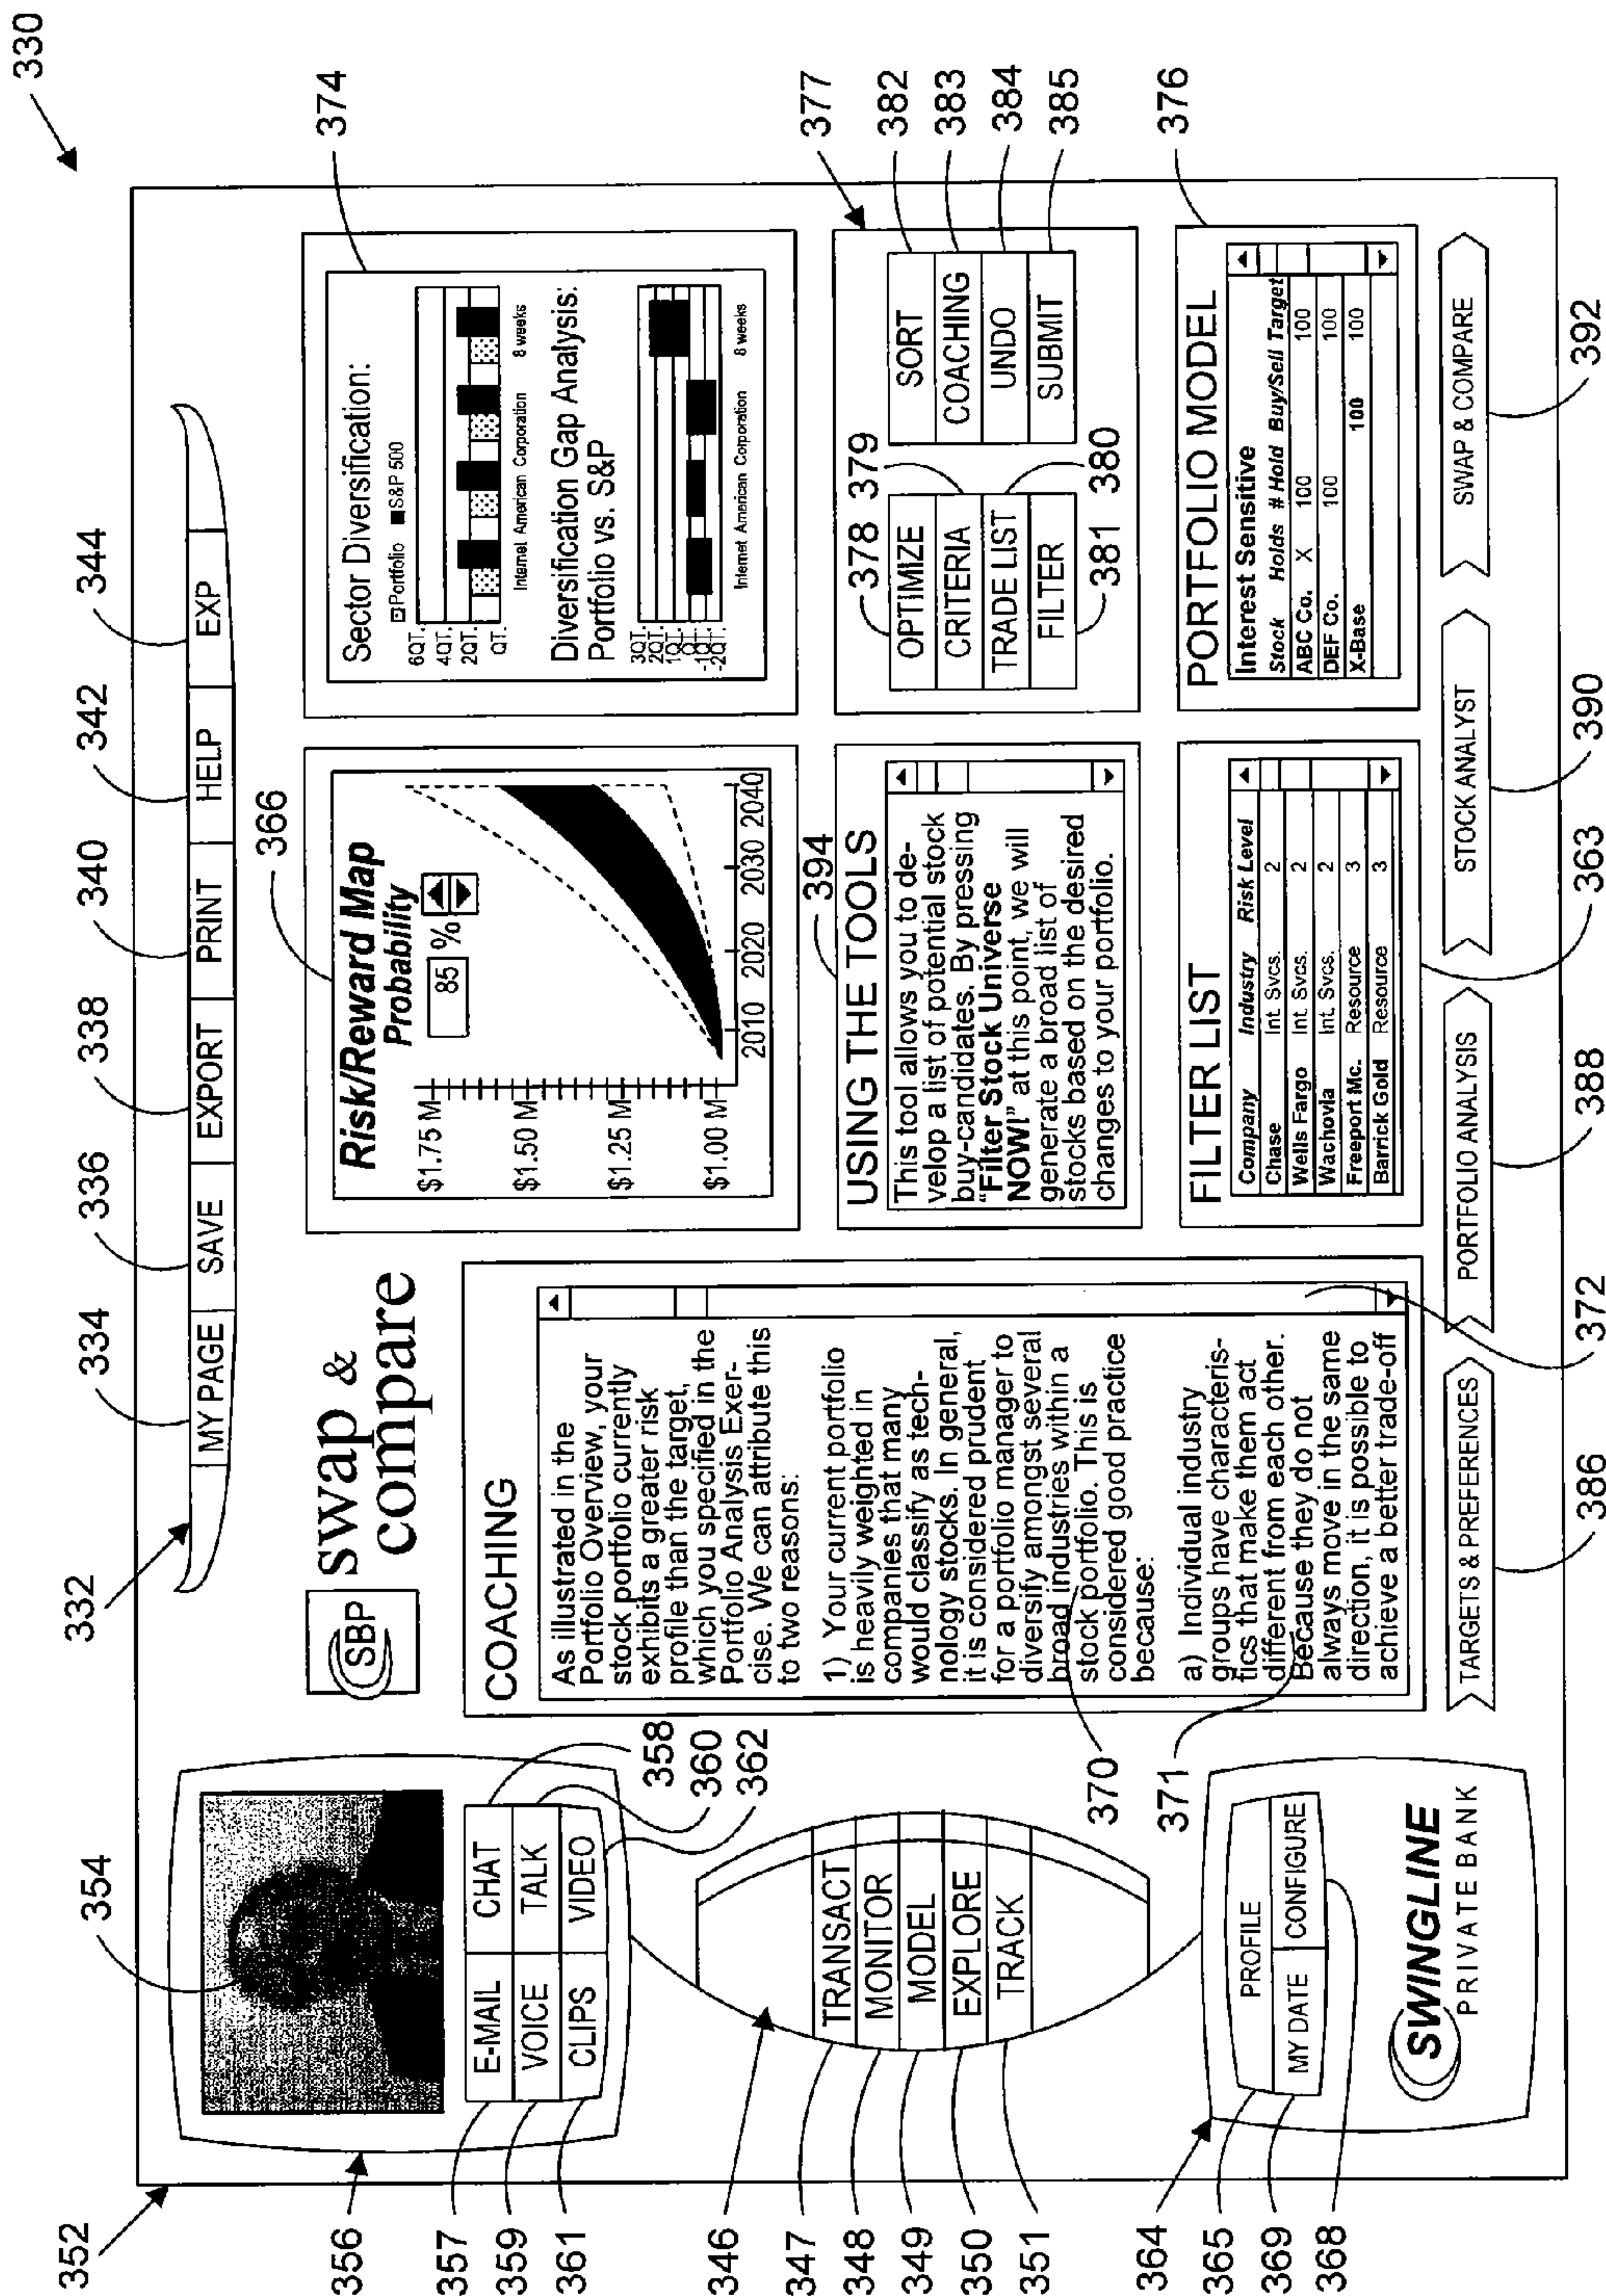 330
332
334
336
338
340
342
344
MY PAGE
SAVE
EXPORT
PRINT
HELP
EXP
352
354
356
357
359
361
E-MAIL
CHAT
VOICE
TALK
CLIPS
VIDEO
358
360
362
346
347
348
349
350
351
TRANSACT
MONITOR
MODEL
EXPLORE
TRACK
364
365
369
368
PROFILE
MY DATE
CONFIGURE
SWINGLINE
PRIVATE BANK
SBP
swap &
compare
COACHING
As illustrated in the
Portfolio Overview, your
stock portfolio currently
exhibits a greater risk
profile than the target,
which you specified in the
Portfolio Analysis Exer-
cise. We can attribute this
to two reasons:
1) Your current portfolio
is heavily weighted in
companies that many
would classify as tech-
nology stocks. In general,
it is considered prudent
for a portfolio manager to
diversify amongst several
broad industries within a
stock portfolio. This is
considered good practice
because:
a) Individual industry
groups have characteris-
tics that make them act
different from each other.
Because they do not
always move in the same
direction, it is possible to
achieve a better trade-off
370
371
372
366
Risk/Reward Map
Probability
85 %
$1.75 M
$1.50 M
$1.25 M
$1.00 M
2010 2020 2030 2040
374
Sector Diversification:
Portfolio S&P 500
6QT.
4QT.
2QT.
QT.
Internet American Corporation 8 weeks
Diversification Gap Analysis:
Portfolio vs. S&P
3QT.
2QT.
1QT.
QT.
-1QT.
-2QT.
Internet American Corporation 8 weeks
394
USING THE TOOLS
This tool allows you to de-
velop a list of potential stock
buy-candidates. By pressing
"Filter Stock Universe
NOW!" at this point, we will
generate a broad list of
stocks based on the desired
changes to your portfolio.
377
378
379
380
381
382
383
384
385
OPTIMIZE
CRITERIA
TRADE LIST
FILTER
SORT
COACHING
UNDO
SUBMIT
FILTER LIST
Company Industry Risk Level
Chase Int. Svcs. 2
Wells Fargo Int. Svcs. 2
Wachovia Int. Svcs. 2
Freeport Mc. Resource 3
Barrick Gold Resource 3
363
376
PORTFOLIO MODEL
Interest Sensitive
Stock Holds # Hold Buy/Sell Target
ABC Co. X 100 100
DEF Co. 100 100
X-Base 100 100
TARGETS & PREFERENCES
PORTFOLIO ANALYSIS
STOCK ANALYST
SWAP & COMPARE
386
388
390
392